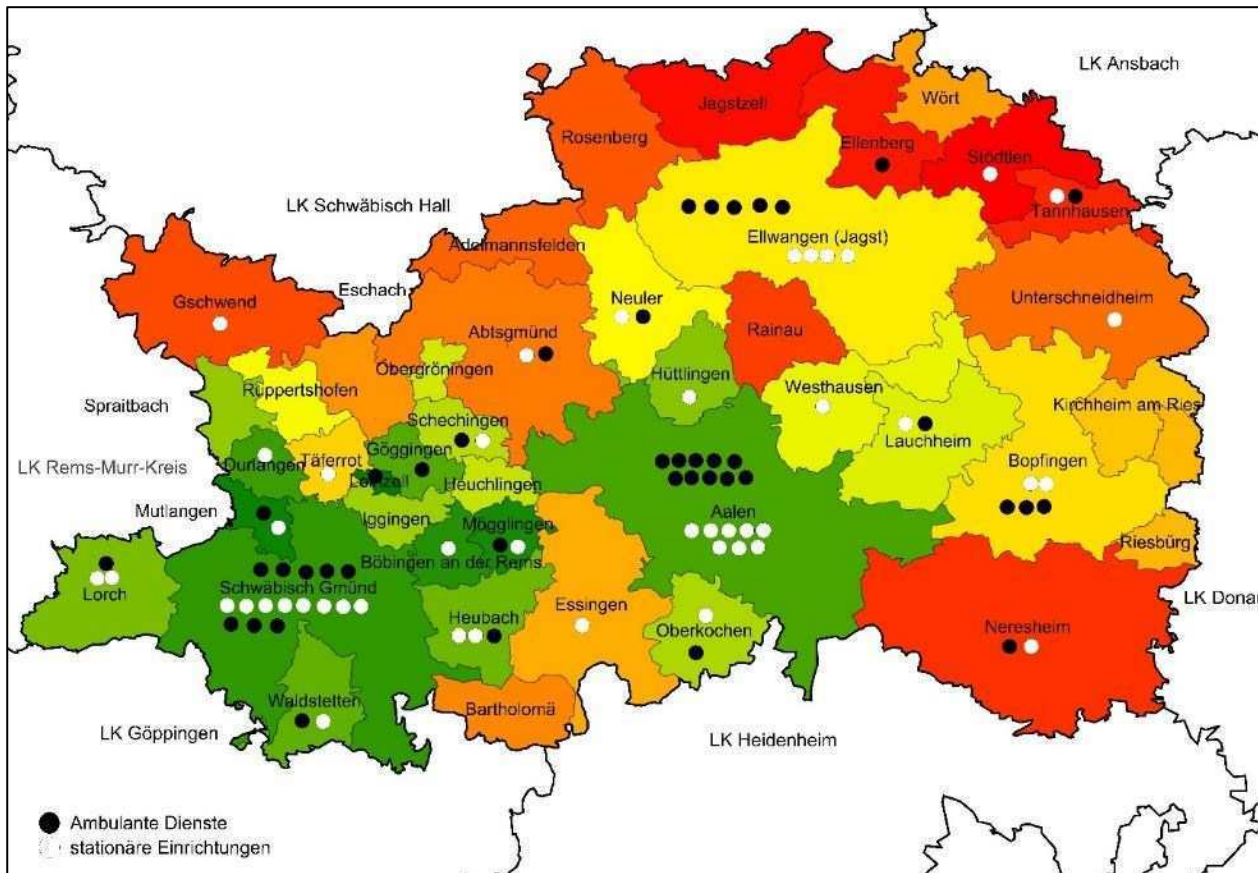 LK Ansbach
Jagstzell
Wört
Rosenberg
Ellenberg
Stödtlen
LK Schwäbisch Hall
Tannhausen
Adelmannsfelden
Ellwangen (Jagst)
Eschach
Gschwend
Neuler
Unterschneidheim
Abtsgmünd
Rainau
Obergröningen
Hüttlingen
Ruppertshofen
Westhausen
Spraitbach
Kirchheim am Ries
Schechingen
Lauchheim
Göggingen
Durlangen
Täferrot
Bopfingen
LK Rems-Murr-Kreis
Leinzell
Heuchlingen
Mutlangen
Iggingen
Mögglingen
Aalen
Böbingen an der Rems
Riesbürg
Schwäbisch Gmünd
Lorch
LK Donau
Heubach
Essingen
Oberkochen
Neresheim
Waldstetten
Bartholomä
LK Göppingen
LK Heidenheim
Ambulante Dienste
stationäre Einrichtungen